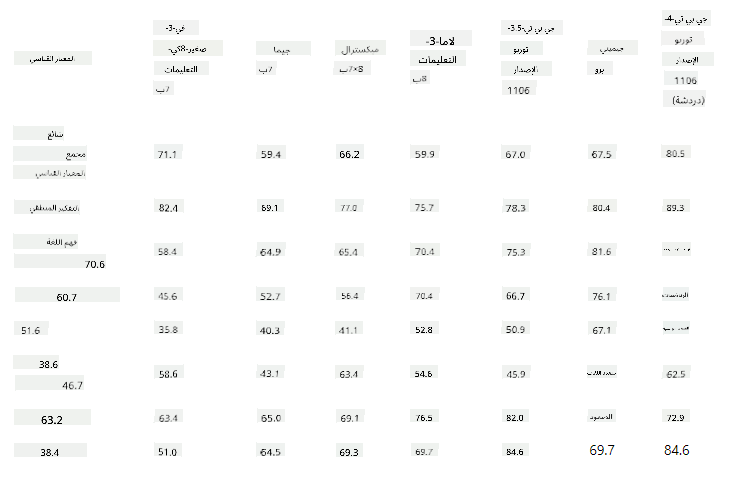 المعيار القياسي
في-3-
صغير-8كي-
التعليمات
7ب
جيما
7ب
ميكسترال
8×7ب
لاما-3-
التعليمات
8ب
جي بي تي-3.5-
توربو
الإصدار
1106
جيميني
برو
جي بي تي-4-
توربو
الإصدار
1106
(دردشة)
شائع
مجمع
المعيار القياسي
71.1 59.4 66.2 59.9 67.0 67.5 80.5
التفكير المنطقي 82.4 69.1 77.0 75.7 78.3 80.4 89.3
فهم اللغة
70.6
58.4 64.9 65.4 70.4 75.3 81.6
60.7 45.6 52.7 56.4 70.4 66.7 76.1 الرياضيات
51.6 35.8 40.3 41.1 52.8 50.9 67.1
38.6
46.7
58.6 43.1 63.4 54.6 45.9 متعدد اللغات 62.5
63.2 63.4 65.0 69.1 76.5 82.0 الصمود 72.9
38.4 51.0 64.5 69.3 69.7 84.6 69.7 84.6